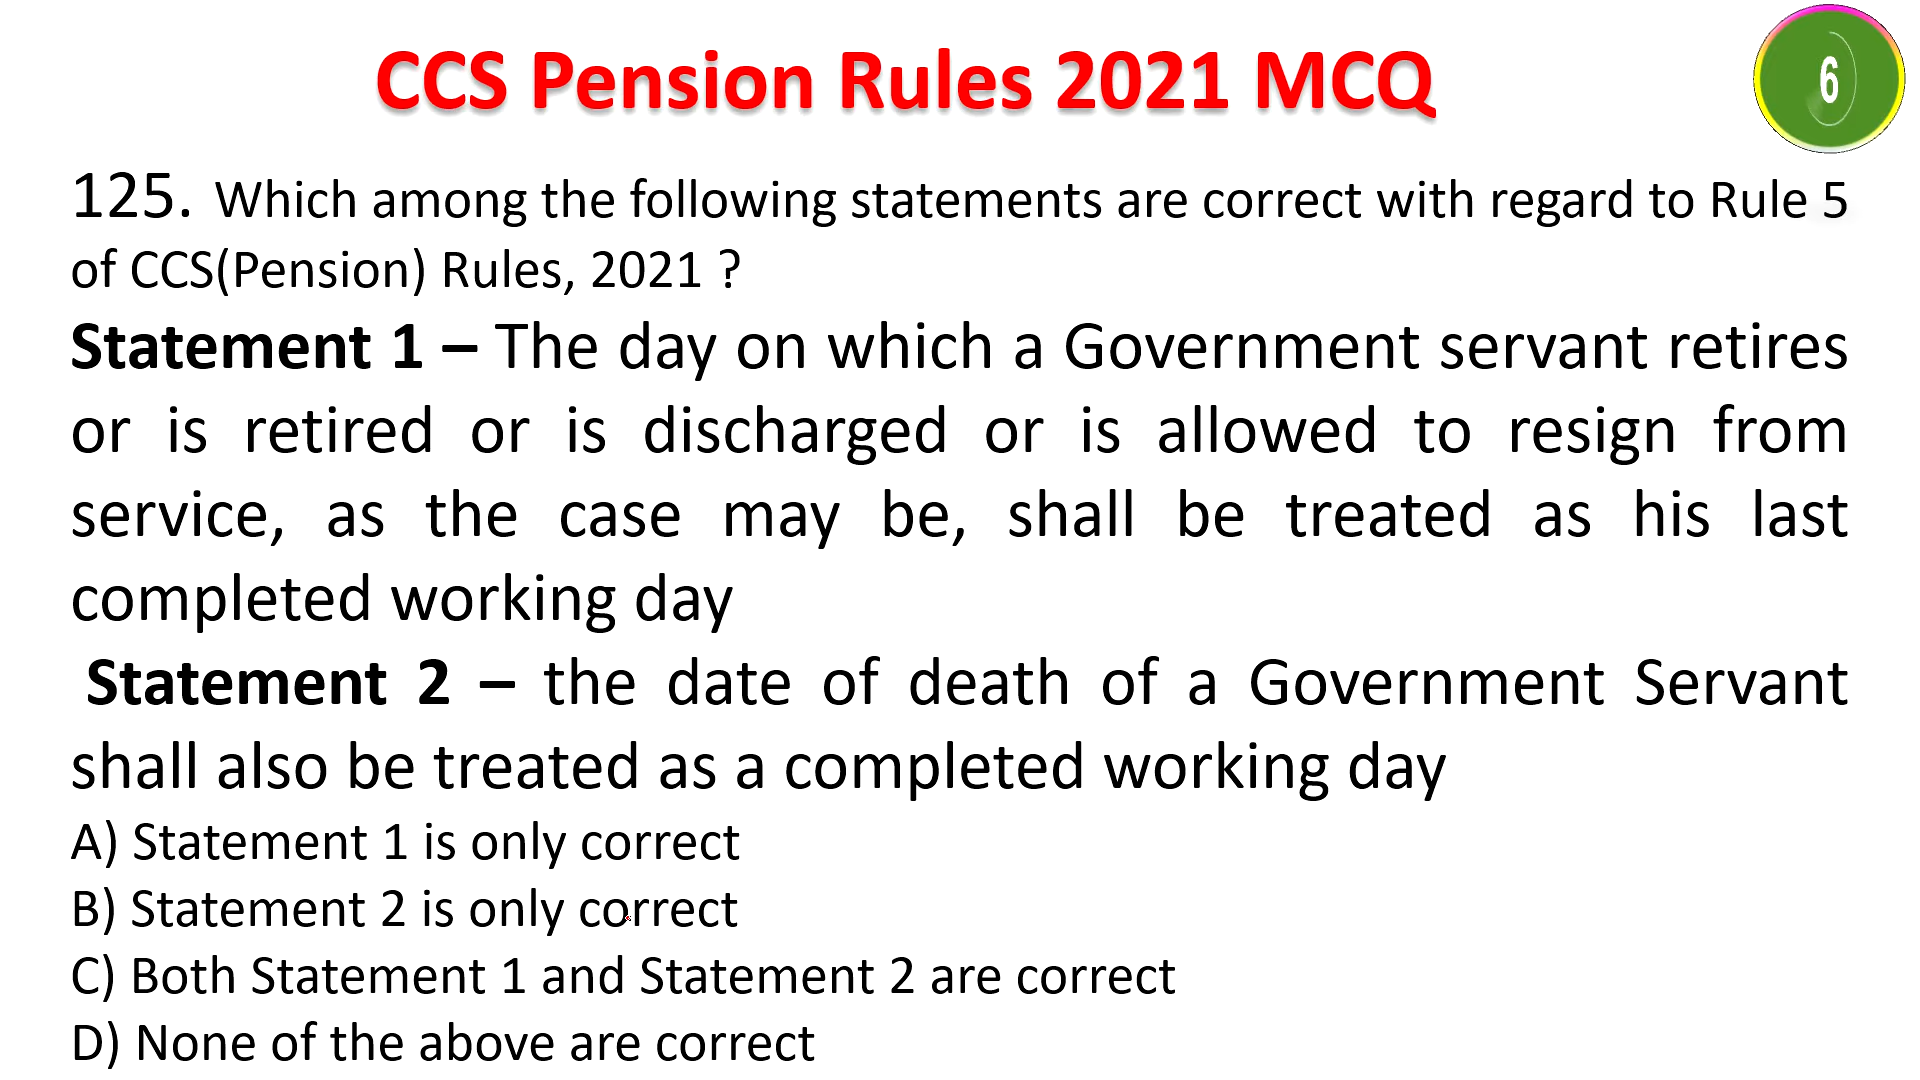 CCS Pension Rules 2021 MCQ
6
125. Which among the following statements are correct with regard to Rule 5
of CCS(Pension) Rules, 2021 ?
Statement 1 – The day on which a Government servant retires
or is retired or is discharged or is allowed to resign from
service, as the case may be, shall be treated as his last
completed working day
Statement 2 – the date of death of a Government Servant
shall also be treated as a completed working day
A) Statement 1 is only correct
B) Statement 2 is only correct
C) Both Statement 1 and Statement 2 are correct
D) None of the above are correct